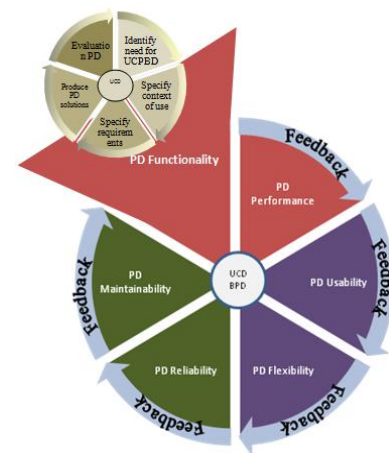 Evaluatio
n PD
Identify
need for
UCPBD
Produce
PD
solutions
UCD
Specify
context
of use
Specify
requirem
ents
PD Functionality
Feedback
PD
Performance
PD
Maintainability
UCD
BPD
PD Usability
Feedback
Feedback
PD Reliability
PD Flexibility
Feedback
Feedback